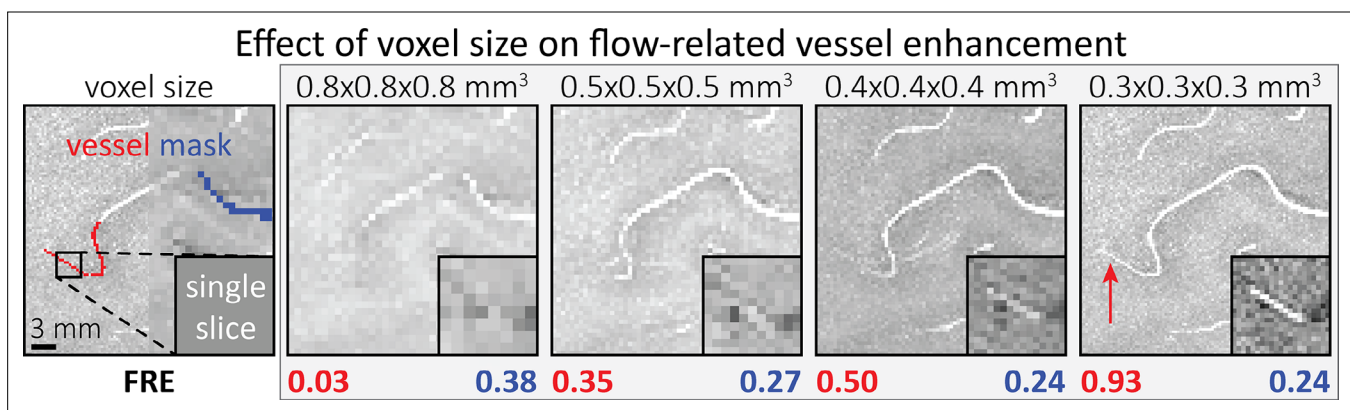 Effect of voxel size on flow-related vessel enhancement
voxel size 0.8x0.8x0.8 mm³ 0.5x0.5x0.5 mm³ 0.4x0.4x0.4 mm³ 0.3x0.3x0.3 mm³
vessel mask
single
slice
3 mm
FRE 0.03 0.38 0.35 0.27 0.50 0.24 0.93 0.24